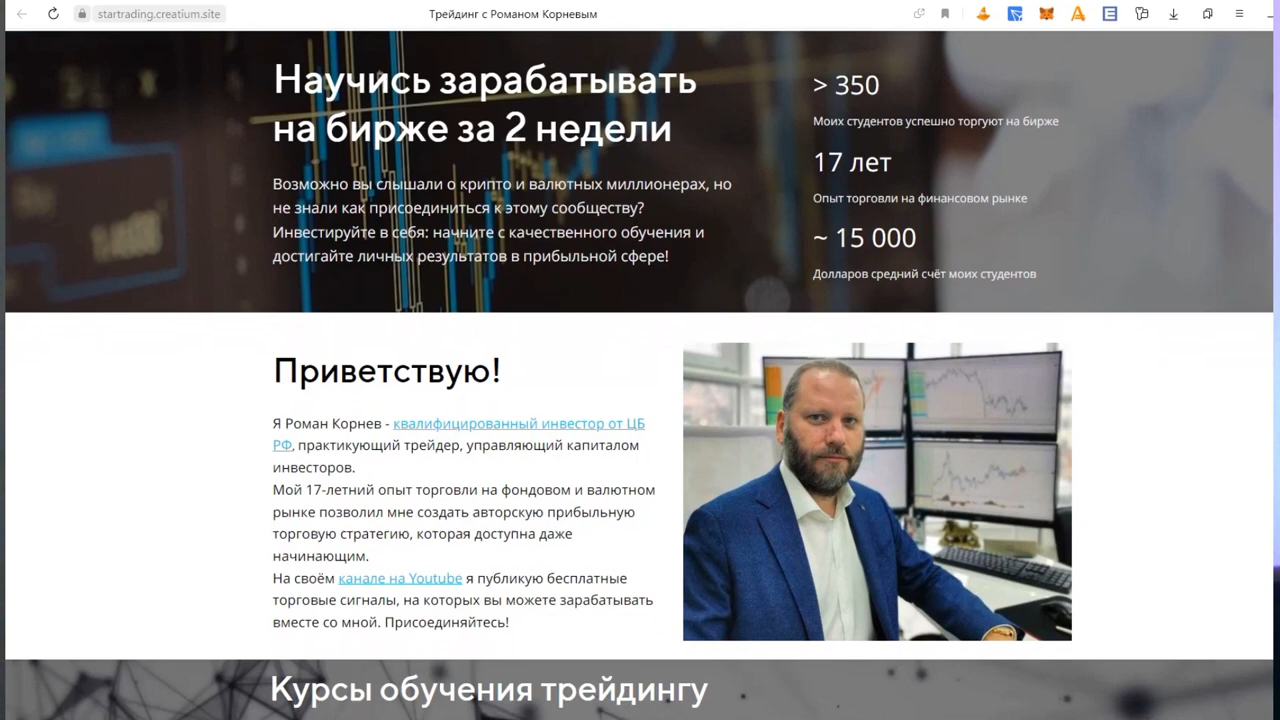 startrading.creatium.site
Трейдинг с Романом Корневым
Научись зарабатывать
на бирже за 2 недели
Возможно вы слышали о крипто и валютных миллионерах, но
не знали как присоединиться к этому сообществу?
Инвестируйте в себя: начните с качественного обучения и
достигайте личных результатов в прибыльной сфере!
> 350
Моих студентов успешно торгуют на бирже
17 лет
Опыт торговли на финансовом рынке
~ 15 000
Долларов средний счёт моих студентов
Приветствую!
Я Роман Корнев - квалифицированный инвестор от ЦБ
РФ, практикующий трейдер, управляющий капиталом
инвесторов.
Мой 17-летний опыт торговли на фондовом и валютном
рынке позволил мне создать авторскую прибыльную
торговую стратегию, которая доступна даже
начинающим.
На своём канале на Youtube я публикую бесплатные
торговые сигналы, на которых вы можете зарабатывать
вместе со мной. Присоединяйтесь!
Курсы обучения трейдингу